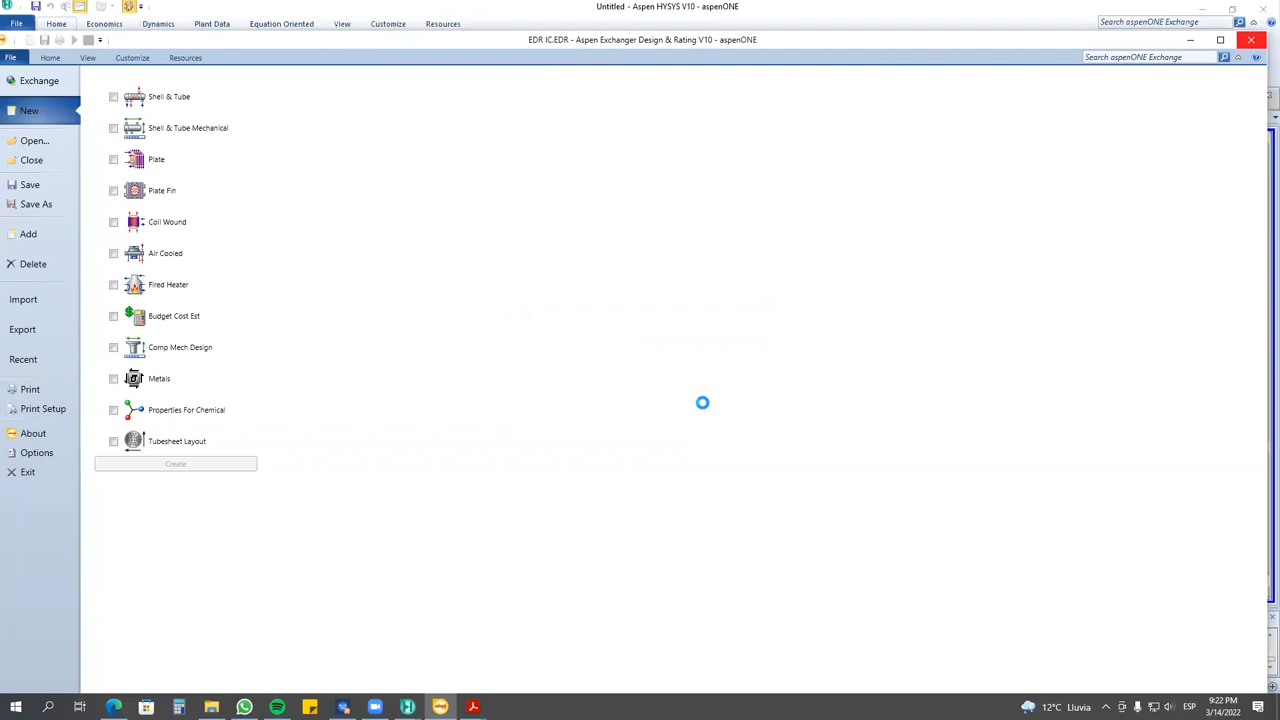 Untitled - Aspen HYSYS V10 - aspenONE
File Home Economics Dynamics Plant Data Equation Oriented View Customize Resources Search aspenONE Exchange
EDR IC.EDR - Aspen Exchanger Design & Rating V10 - aspenONE
File Home View Customize Resources Search aspenONE Exchange
Exchange
New
Open...
Close
Save
Save As
Add
Delete
Import
Export
Recent
Print
Print Setup
About
Options
Exit
Shell & Tube
Shell & Tube Mechanical
Plate
Plate Fin
Coil Wound
Air Cooled
Fired Heater
Budget Cost Est
Comp Mech Design
Metals
Properties For Chemical
Tubesheet Layout
Create
12°C Lluvia ESP 9:22 PM
3/14/2022